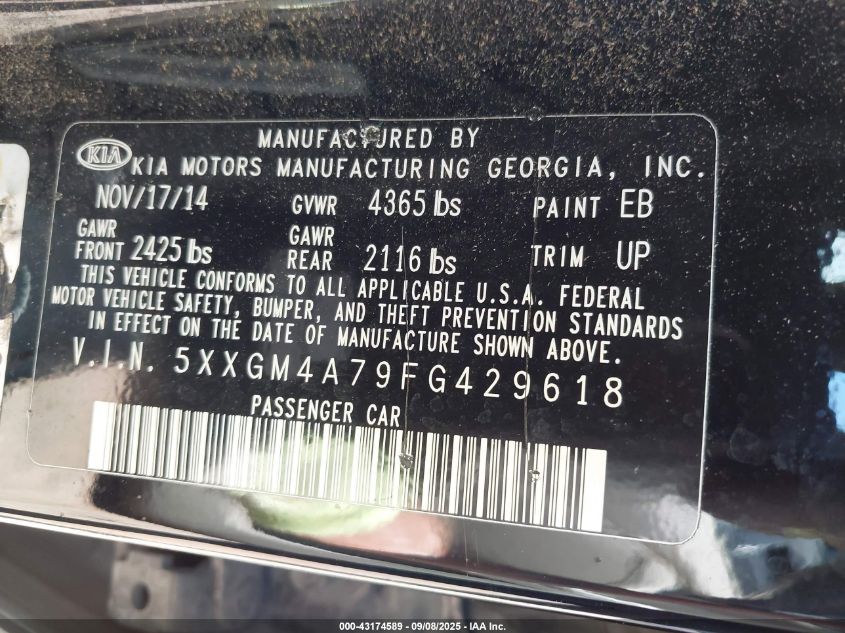 MANUFACTURED BY
KIA KIA MOTORS MANUFACTURING GEORGIA, INC.
NOV/17/14 GVWR 4365 lbs PAINT EB
GAWR FRONT 2425 lbs GAWR REAR 2116 lbs TRIM UP
THIS VEHICLE CONFORMS TO ALL APPLICABLE U.S.A. FEDERAL
MOTOR VEHICLE SAFETY, BUMPER, AND THEFT PREVENTION STANDARDS
IN EFFECT ON THE DATE OF MANUFACTURE SHOWN ABOVE.
V.I.N. 5XXGM4A79FG429618
PASSENGER CAR
000-43174589 - 09/08/2025 - IAA Inc.